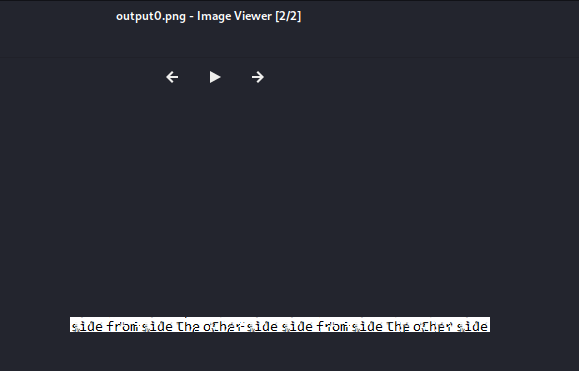 output0.png - Image Viewer [2/2]
side from side The other side side from side the other side